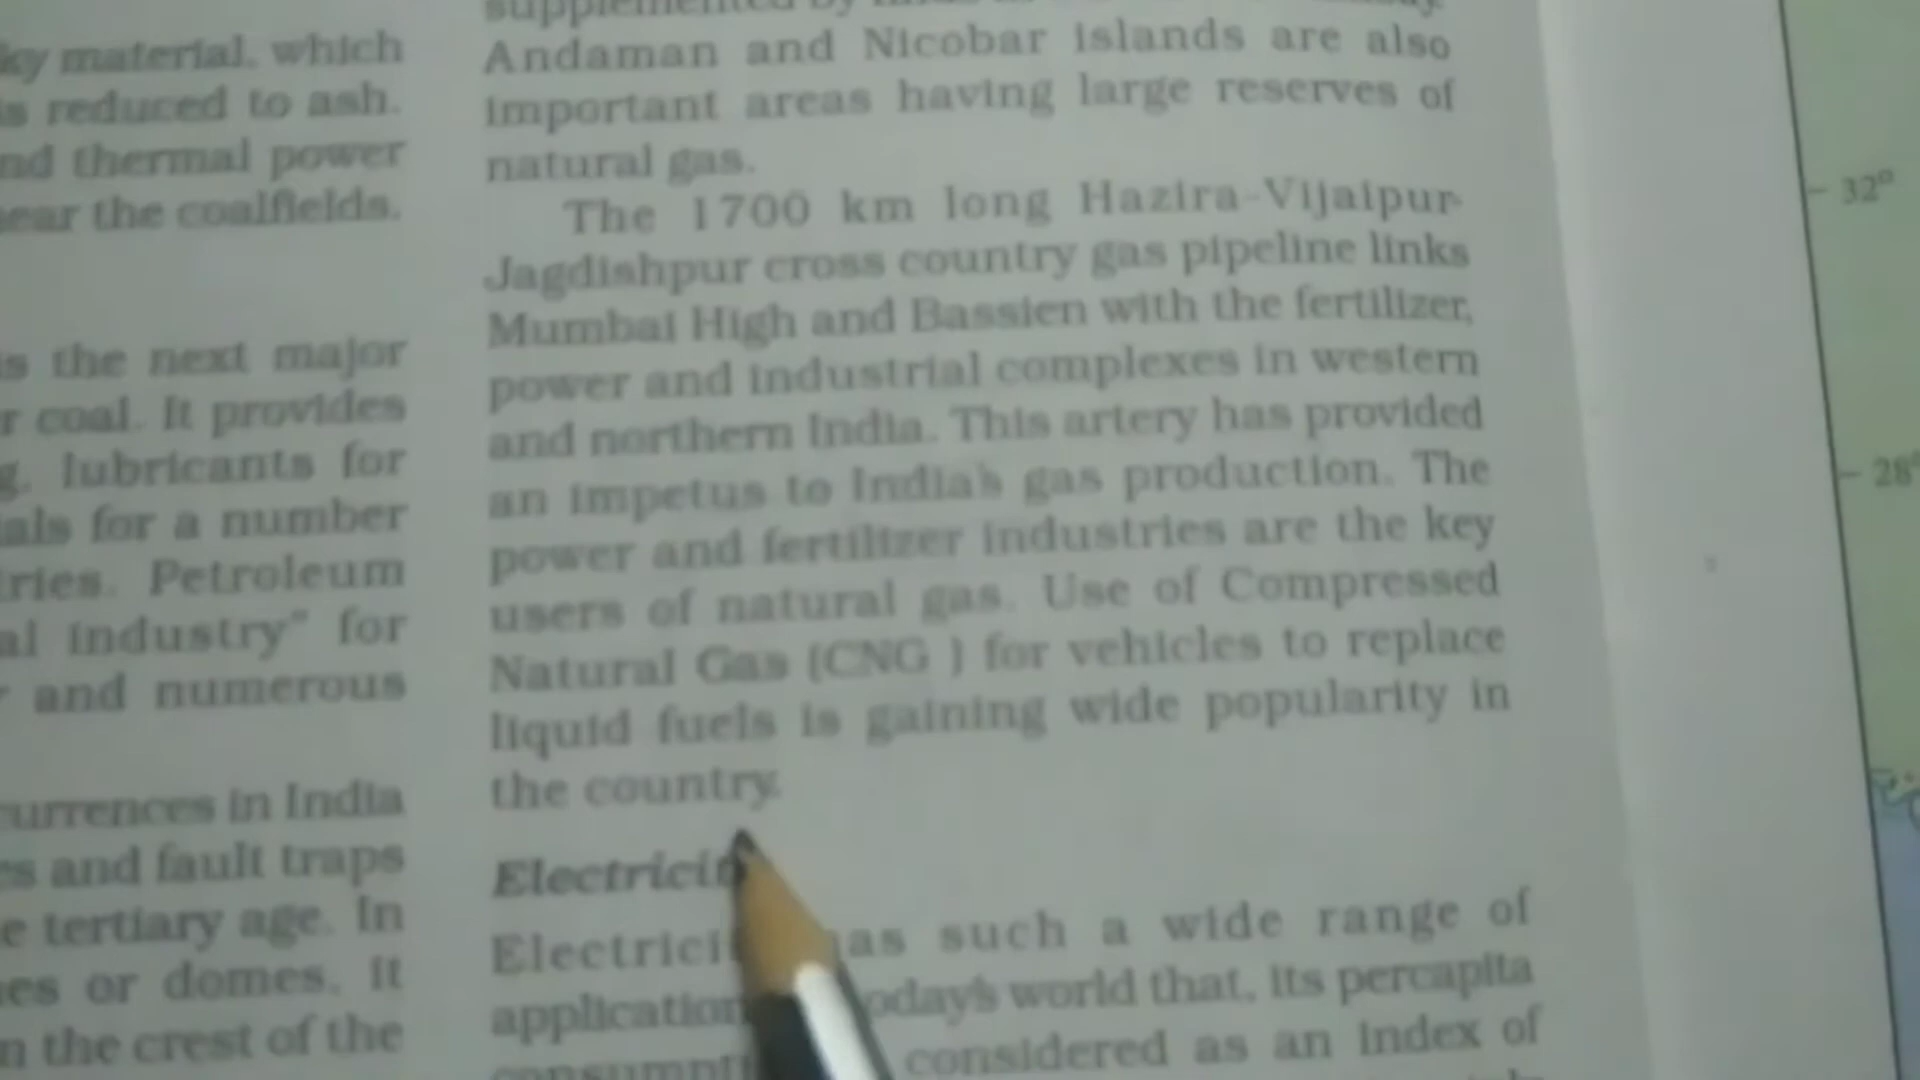 ky material, which
is reduced to ash.
nd thermal power
near the coalfields.
is the next major
r coal. It provides
g, lubricants for
ials for a number
tries. Petroleum
al industry" for
r and numerous
currences in India
es and fault traps
e tertiary age. In
nes or domes, it
n the crest of the
supplemented by
Andaman and Nicobar islands are also
important areas having large reserves of
natural gas.
The 1700 km long Hazira-Vijaipur-
Jagdishpur cross country gas pipeline links
Mumbai High and Bassien with the fertilizer,
power and industrial complexes in western
and northern India. This artery has provided
an impetus to India's gas production. The
power and fertilizer industries are the key
users of natural gas. Use of Compressed
Natural Gas (CNG ) for vehicles to replace
liquid fuels is gaining wide popularity in
the country.
Electricit
Electrici as such a wide range of
application oday's world that, its percapita
consumpti considered as an index of
32°
28°